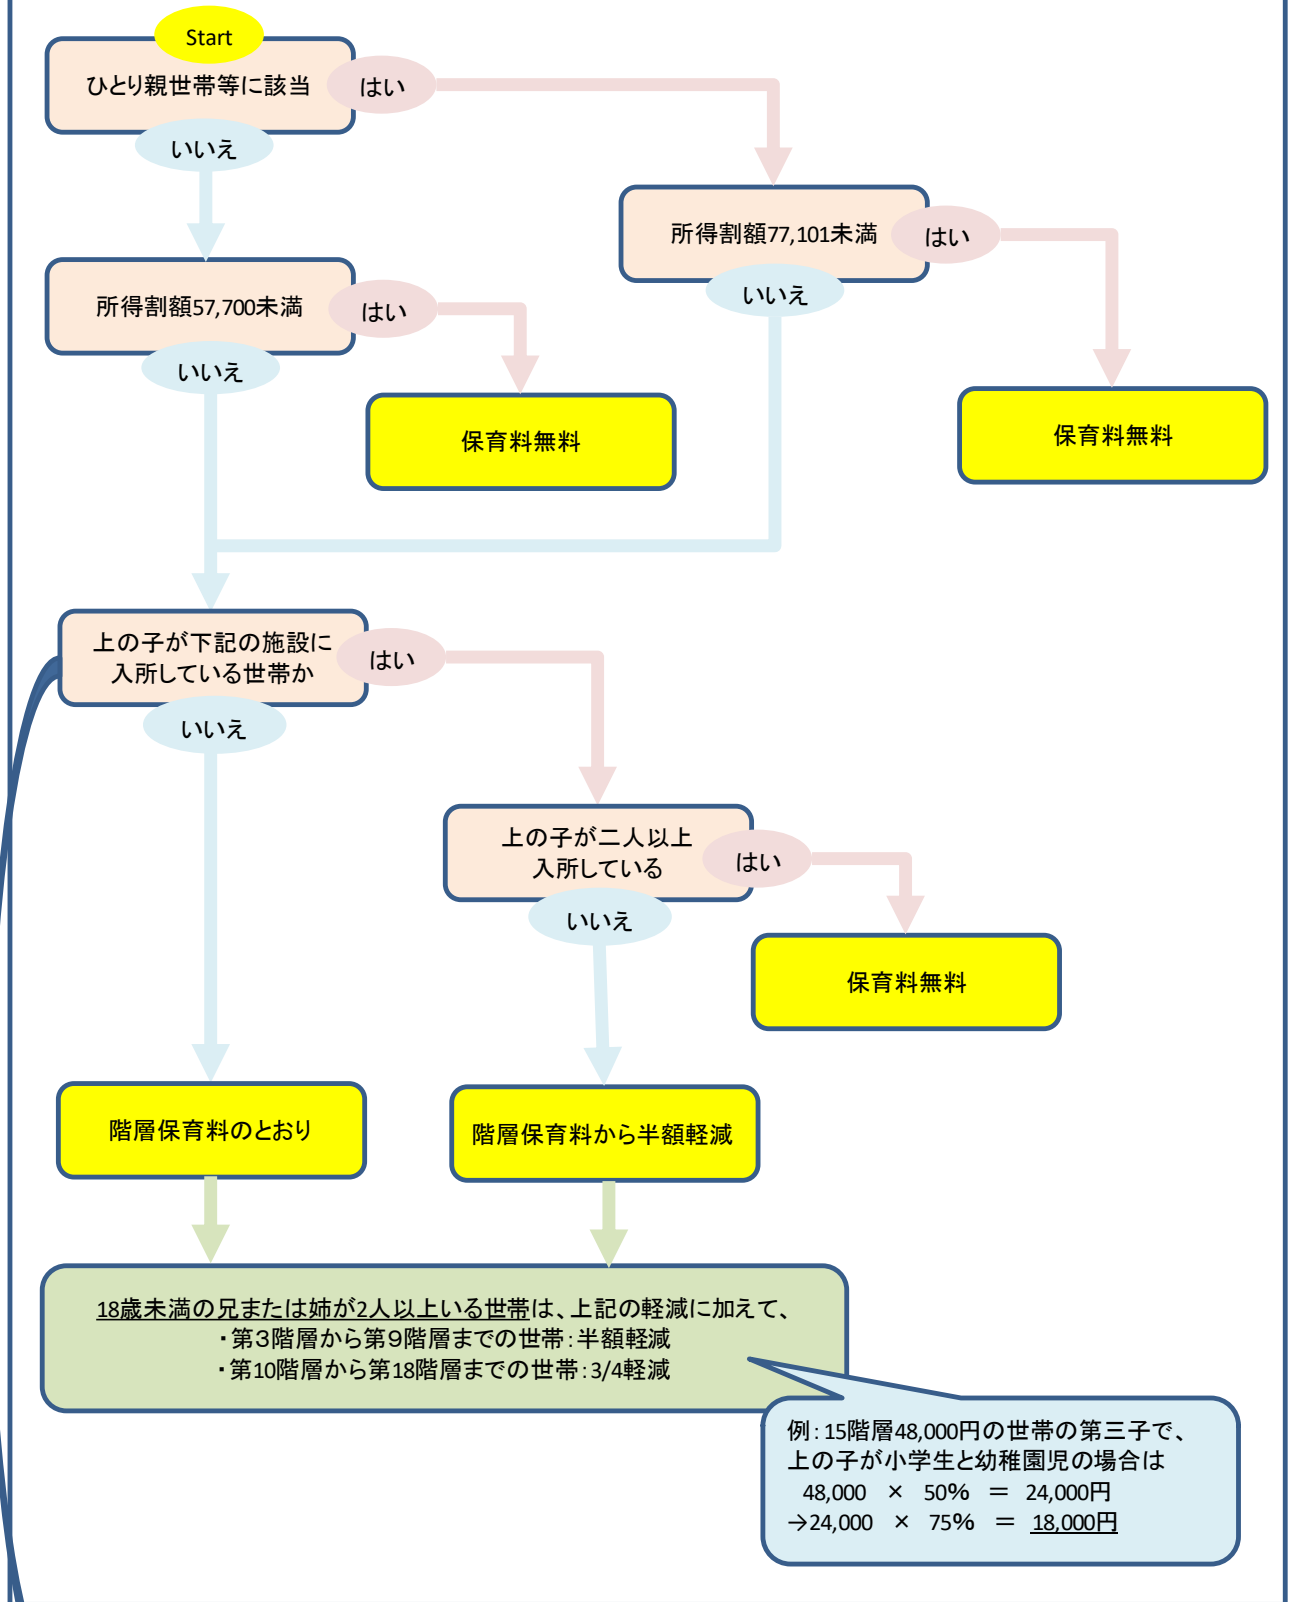 Start
ひとり親世帯等に該当
はい
いいえ
所得割額77,101未満
はい
いいえ
所得割額57,700未満
はい
いいえ
保育料無料
保育料無料
上の子が下記の施設に
入所している世帯か
はい
いいえ
上の子が二人以上
入所している
はい
いいえ
保育料無料
階層保育料のとおり
階層保育料から半額軽減
18歳未満の兄または姉が2人以上いる世帯は、上記の軽減に加えて、
・第3階層から第9階層までの世帯：半額軽減
・第10階層から第18階層までの世帯：3/4軽減
例：15階層48,000円の世帯の第三子で、
上の子が小学生と幼稚園児の場合は
48,000 × 50% ＝ 24,000円
→24,000 × 75% ＝ 18,000円